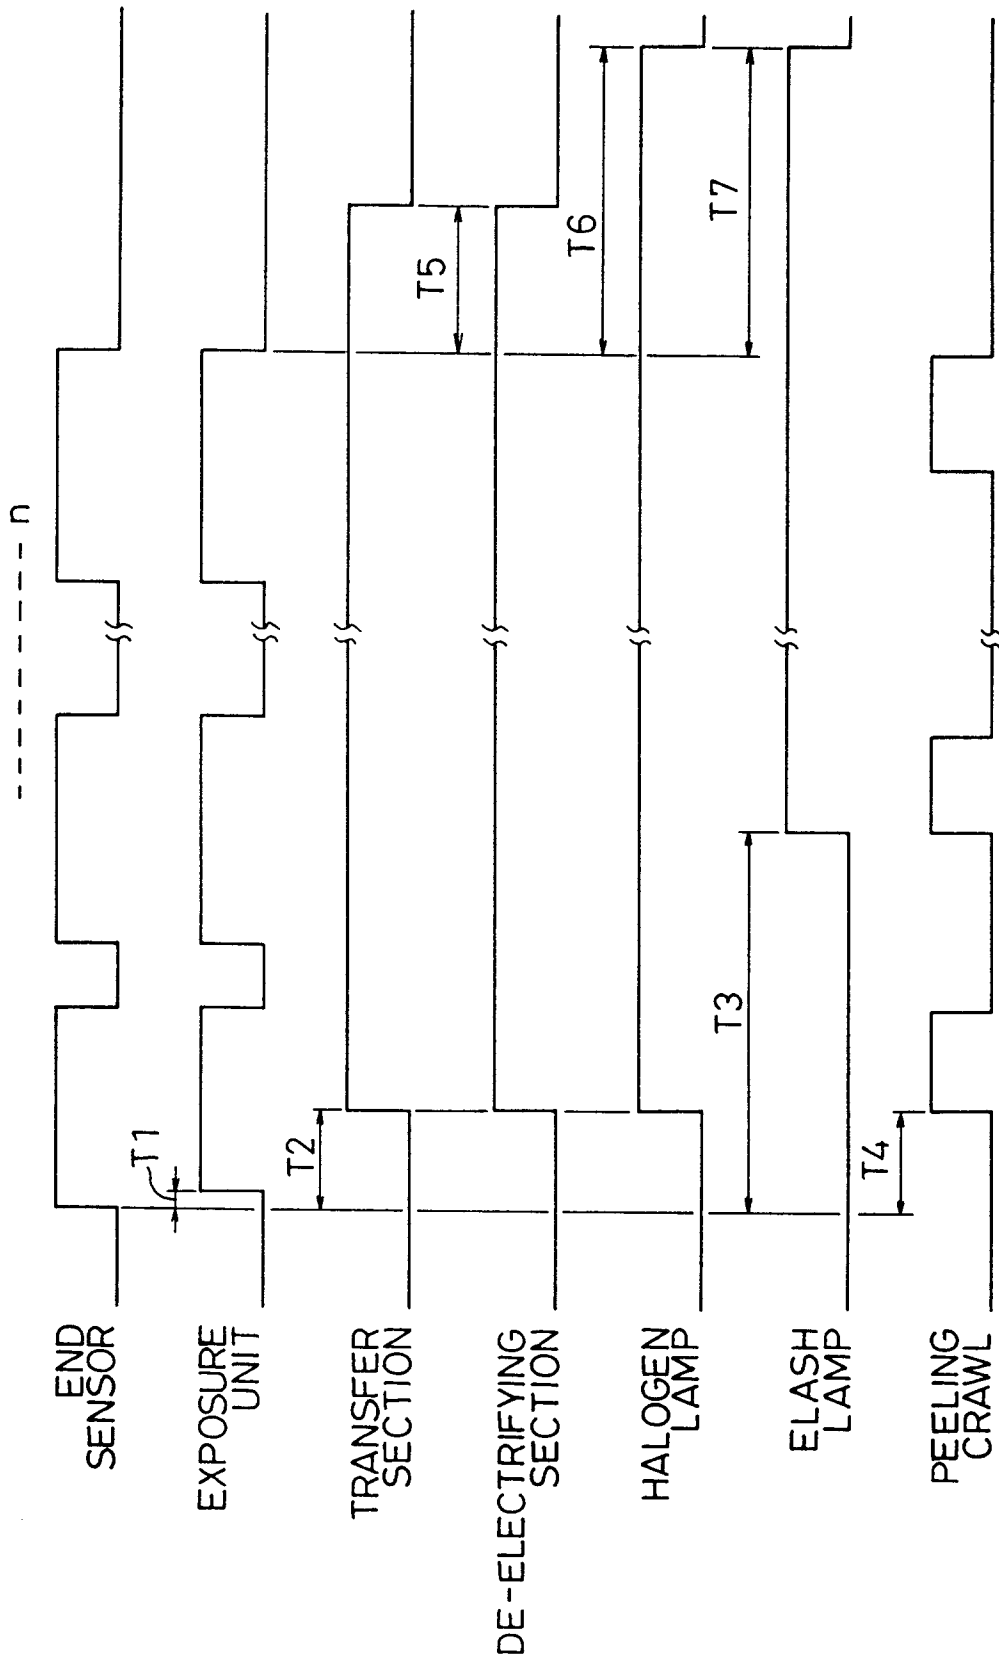 n
END
SENSOR
T1
EXPOSURE
UNIT
T2
T5
TRANSFER
SECTION
DE-ELECTRIFYING
SECTION
T6
HALOGEN
LAMP
T3
T7
ELASH
LAMP
T4
PEELING
CRAWL